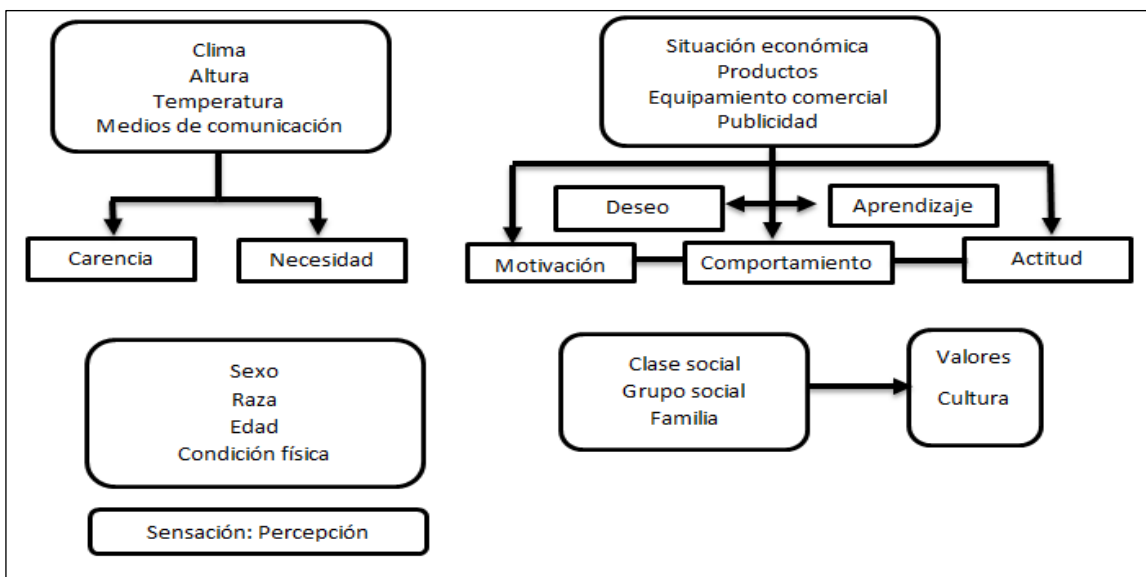 Clima
Altura
Temperatura
Medios de comunicación
Carencia
Necesidad
Situación económica
Productos
Equipamiento comercial
Publicidad
Deseo
Aprendizaje
Motivación
Comportamiento
Actitud
Sexo
Raza
Edad
Condición física
Sensación: Percepción
Clase social
Grupo social
Familia
Valores
Cultura